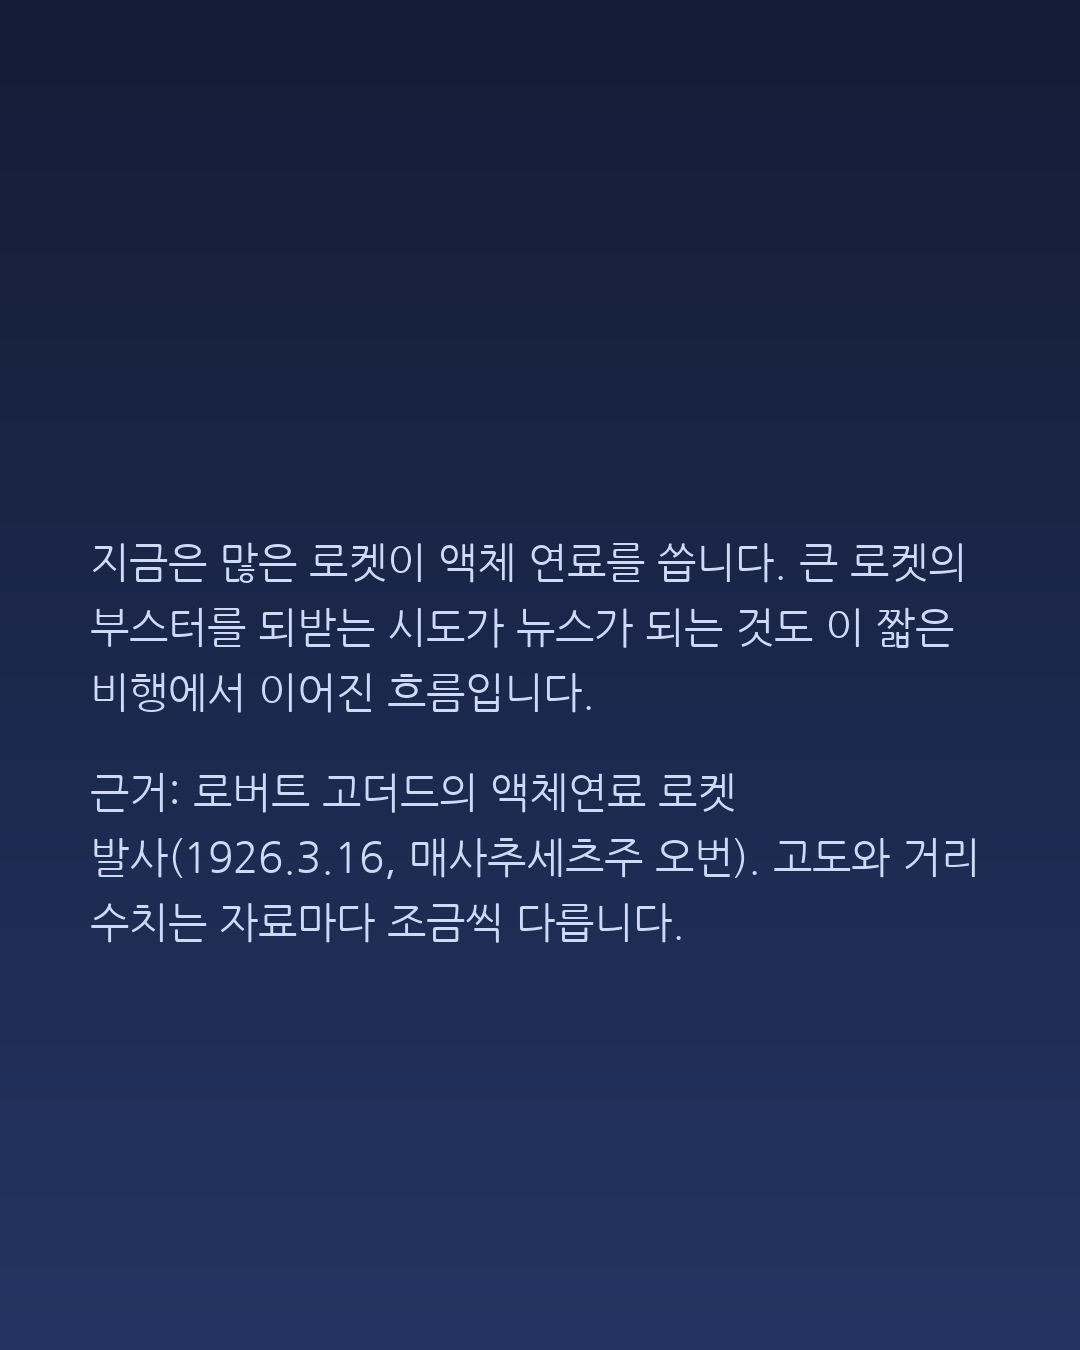 지금은 많은 로켓이 액체 연료를 씁니다. 큰 로켓의
부스터를 되받는 시도가 뉴스가 되는 것도 이 짧은
비행에서 이어진 흐름입니다.
근거: 로버트 고더드의 액체연료 로켓
발사(1926.3.16, 매사추세츠주 오번). 고도와 거리
수치는 자료마다 조금씩 다릅니다.